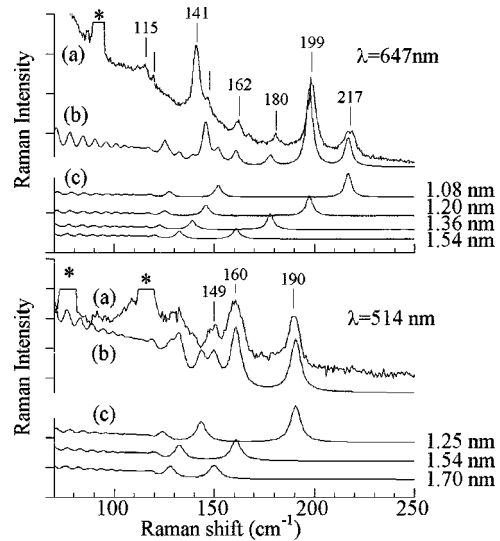 115
141
199
*
(a)
λ=647nm
162
180
217
Raman Intensity
(b)
(c)
1.08 nm
1.20 nm
1.36 nm
1.54 nm
*
*
(a)
149
160
190
λ=514 nm
Raman Intensity
(b)
(c)
1.25 nm
1.54 nm
1.70 nm
100
150
200
250
Raman shift (cm⁻¹)